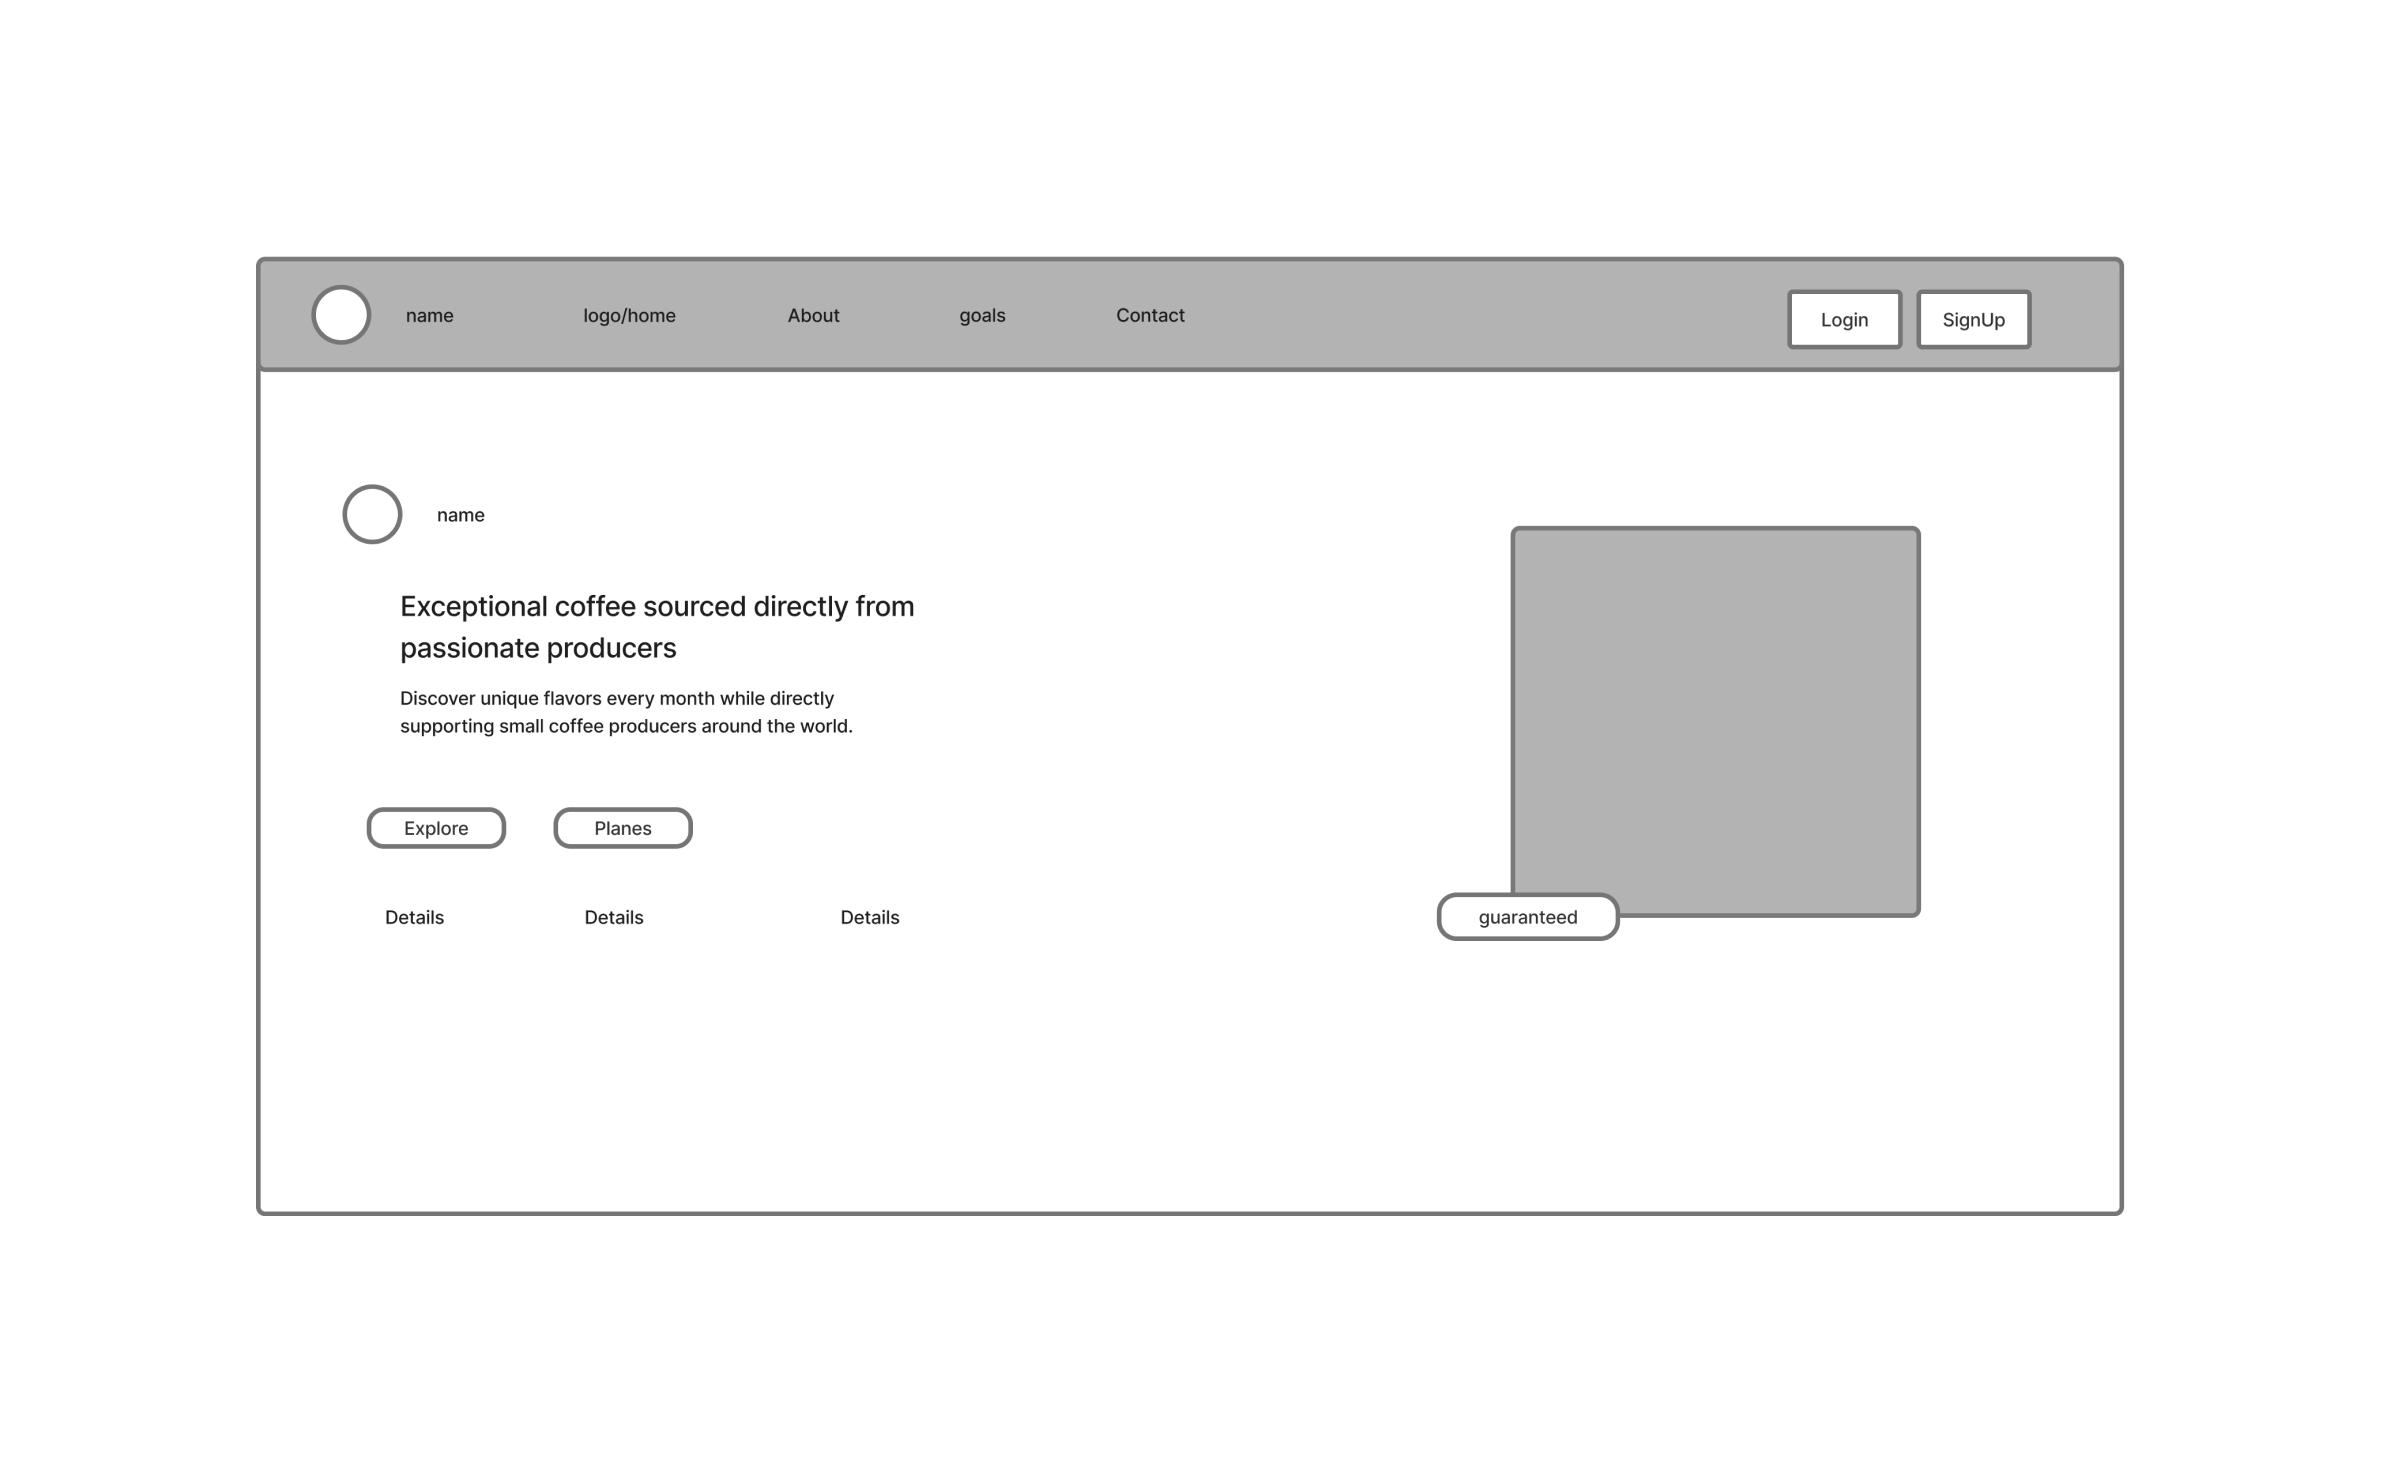 name
logo/home
About
goals
Contact
Login
SignUp
name
Exceptional coffee sourced directly from
passionate producers
Discover unique flavors every month while directly
supporting small coffee producers around the world.
Explore
Planes
Details
Details
Details
guaranteed